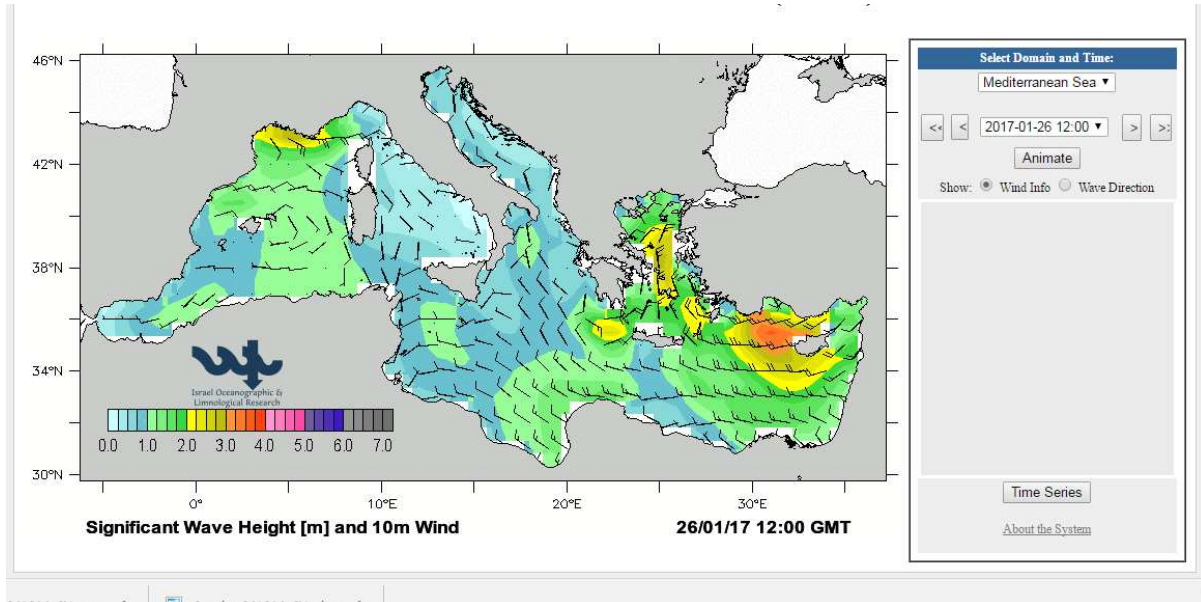 46°N
42°N
38°N
34°N
30°N
0°
10°E
20°E
30°E
Israel Oceanographic &
Limnological Research
0.0 1.0 2.0 3.0 4.0 5.0 6.0 7.0
Significant Wave Height [m] and 10m Wind
26/01/17 12:00 GMT
Select Domain and Time:
Mediterranean Sea ▼
<< < 2017-01-26 12:00 ▼ > >:
Animate
Show: Wind Info Wave Direction
Time Series
About the System